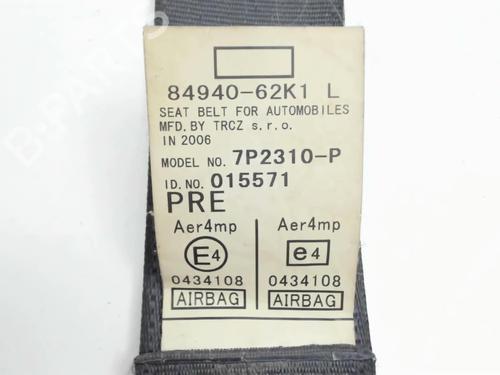 84940-62K1 L
SEAT BELT FOR AUTOMOBILES
MFD. BY TRCZ s.r.o.
IN 2006
MODEL NO. 7P2310-P
ID. NO. 015571
PRE
Aer4mp Aer4mp
E4 e4
0434108 0434108
AIRBAG AIRBAG